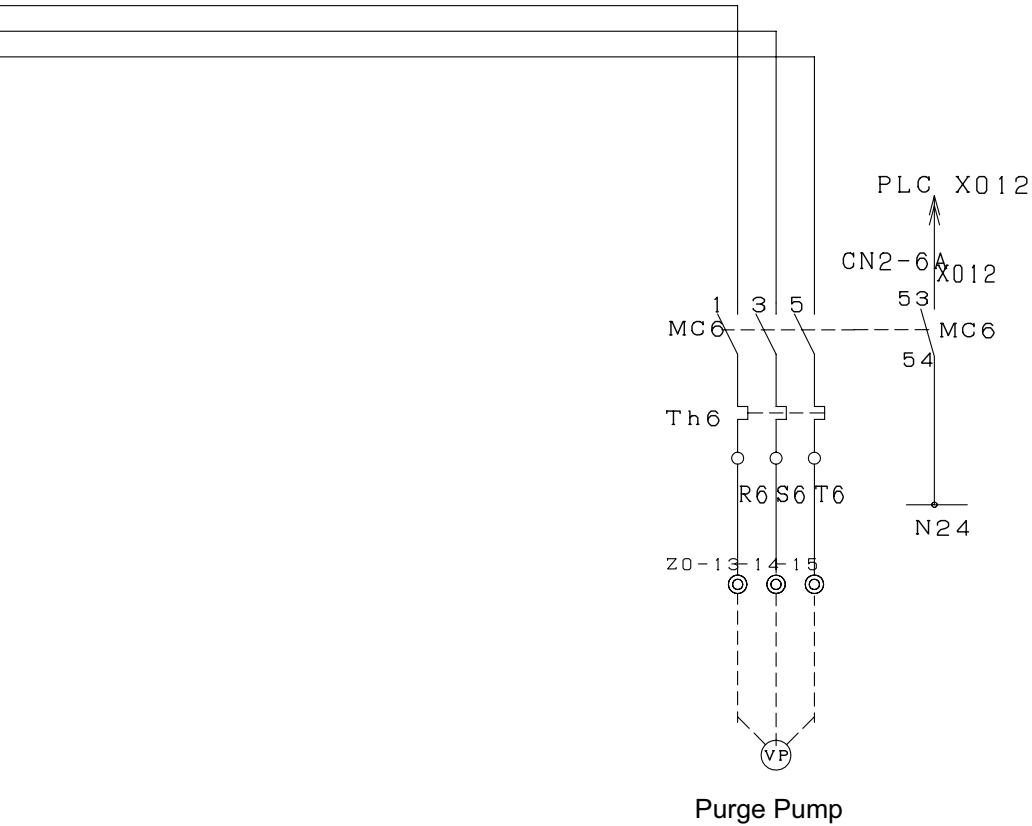 PLC X012
CN2-6A
X012
53
1 3 5
MC6
MC6
54
Th6
R6 S6 T6
N24
Z0-13-14-15
VP
Purge Pump